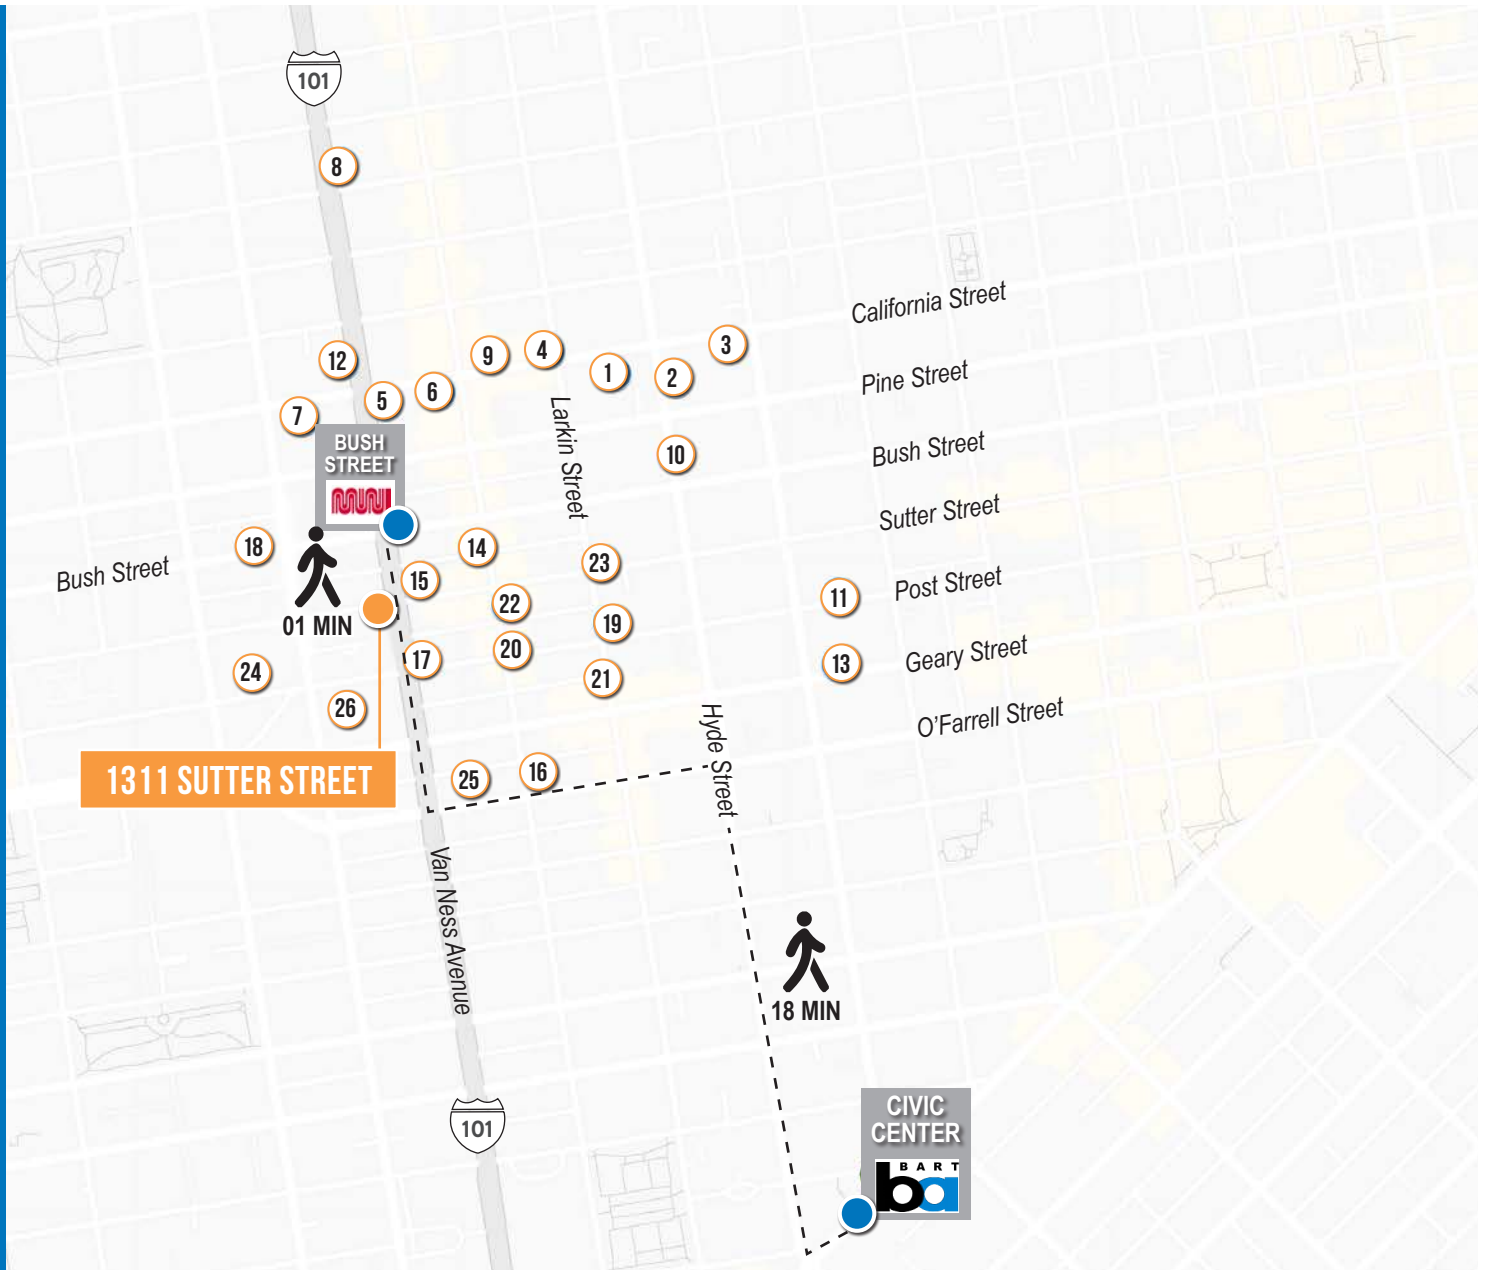 101
8
California Street
3
4
9
12
1
2
Pine Street
6
5
7
Larkin Street
BUSH
STREET
MUNI
10
Bush Street
Sutter Street
18
14
23
Bush Street
15
Post Street
11
22
01 MIN
19
20
17
Geary Street
13
24
21
26
O'Farrell Street
Hyde Street
1311 SUTTER STREET
25
16
Van Ness Avenue
18 MIN
101
CIVIC
CENTER
BART
ba